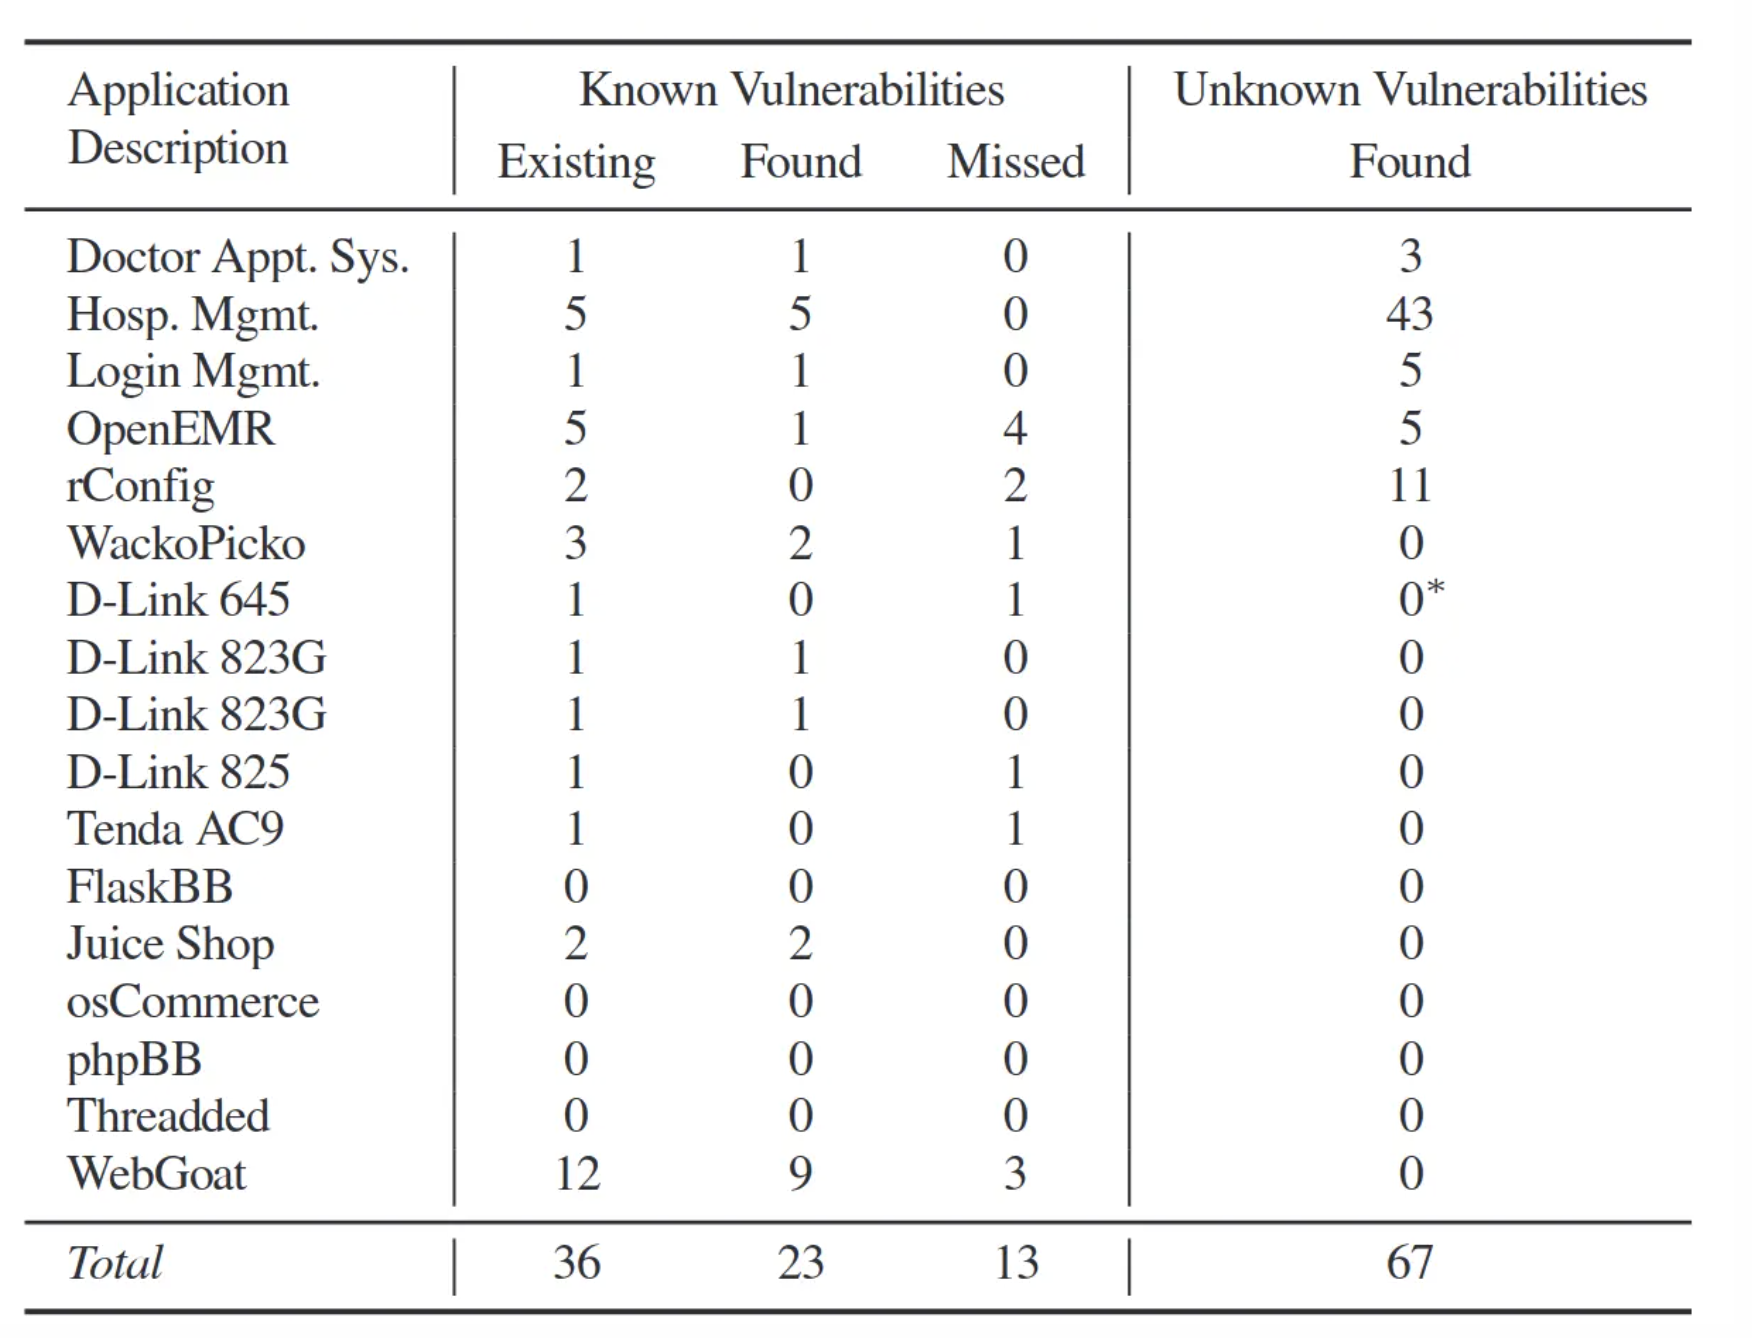 Application Description | Known Vulnerabilities | Unknown Vulnerabilities
Existing Found Missed | Found
Doctor Appt. Sys. 1 1 0 3
Hosp. Mgmt. 5 5 0 43
Login Mgmt. 1 1 0 5
OpenEMR 5 1 4 5
rConfig 2 0 2 11
WackoPicko 3 2 1 0
D-Link 645 1 0 1 0*
D-Link 823G 1 1 0 0
D-Link 823G 1 1 0 0
D-Link 825 1 0 1 0
Tenda AC9 1 0 1 0
FlaskBB 0 0 0 0
Juice Shop 2 2 0 0
osCommerce 0 0 0 0
phpBB 0 0 0 0
Threadded 0 0 0 0
WebGoat 12 9 3 0
Total 36 23 13 67